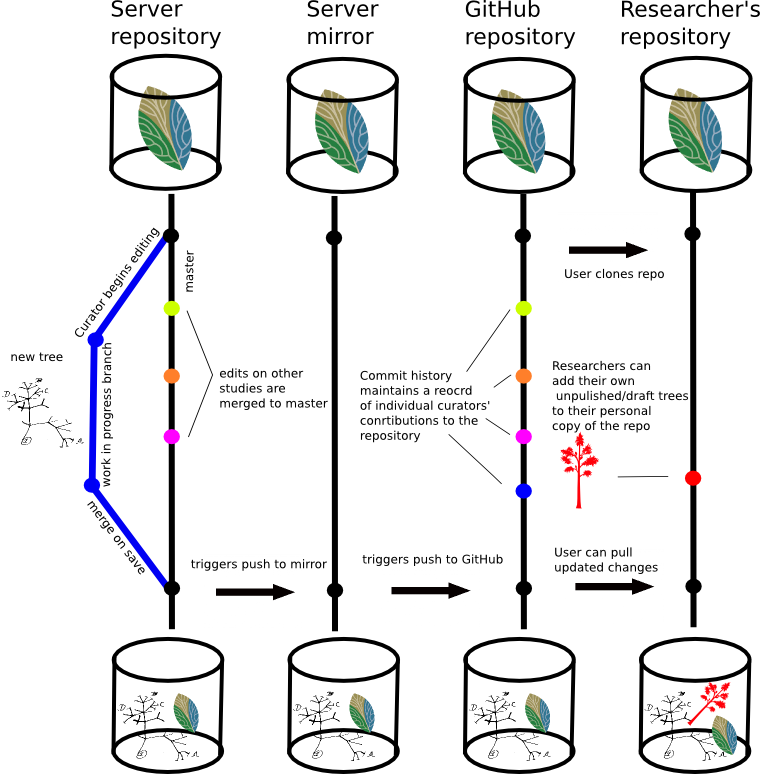 Server
repository
Server
mirror
GitHub
repository
Researcher's
repository
Curator begins editing
master
User clones repo
new tree
work in progress branch
edits on other
studies are
merged to master
Commit history
maintains a reocrd
of individual curators'
conrtibutions to the
repository
Researchers can
add their own
unpulished/draft trees
to their personal
copy of the repo
merge on save
triggers push to mirror
triggers push to GitHub
User can pull
updated changes